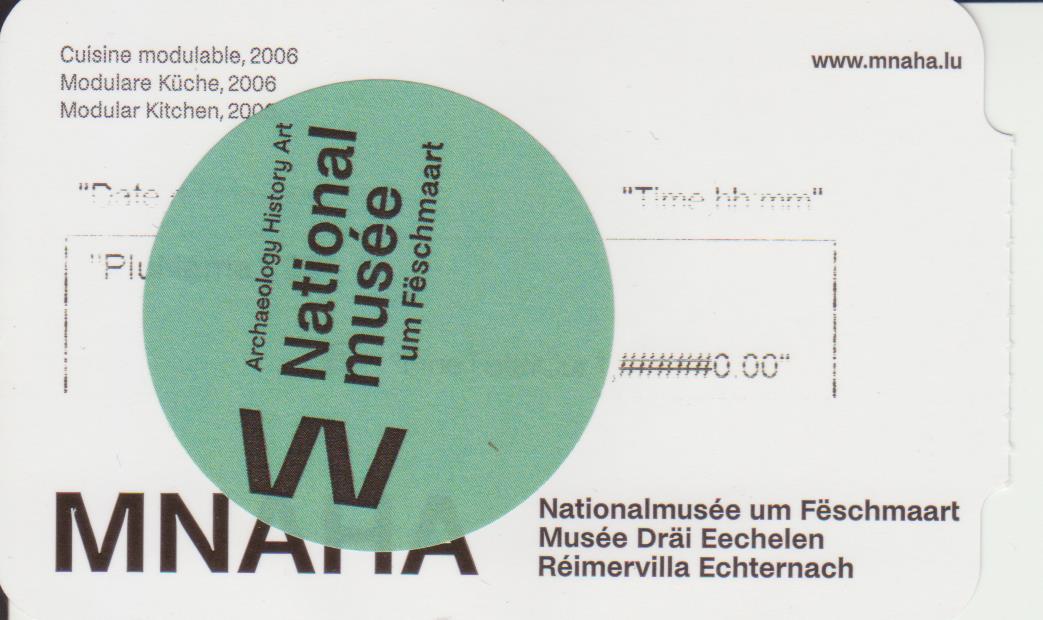 Cuisine modulable, 2006
Modulare Küche, 2006
Modular Kitchen,
www.mnaha.lu
"Date
"Time hh:mm"
#####0.00"
Archaeology History Art
National
musée
um Fëschmaart
MNAHA
Nationalmusée um Fëschmaart
Musée Dräi Eechelen
Réimervilla Echternach